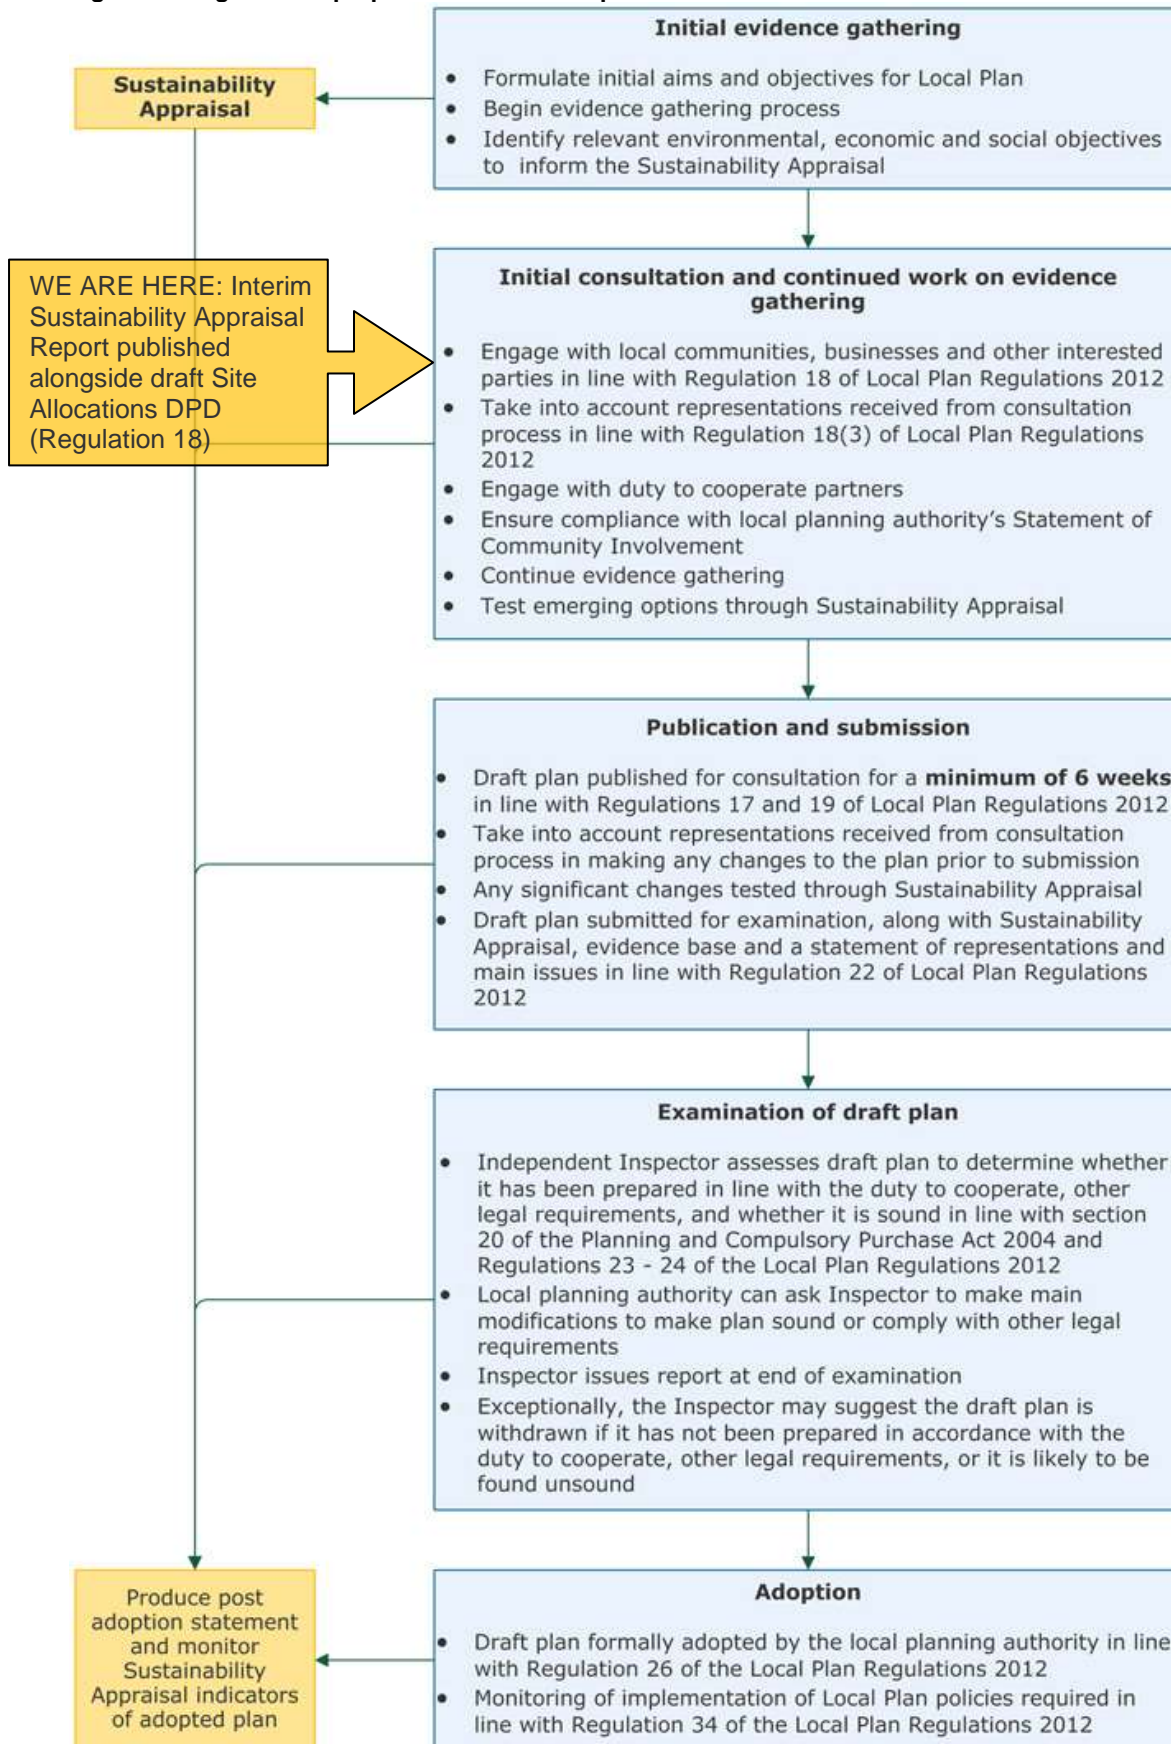 Initial evidence gathering
Sustainability
Appraisal
• Formulate initial aims and objectives for Local Plan
• Begin evidence gathering process
• Identify relevant environmental, economic and social objectives
to inform the Sustainability Appraisal
WE ARE HERE: Interim
Sustainability Appraisal
Report published
alongside draft Site
Allocations DPD
(Regulation 18)
Initial consultation and continued work on evidence
gathering
• Engage with local communities, businesses and other interested
parties in line with Regulation 18 of Local Plan Regulations 2012
• Take into account representations received from consultation
process in line with Regulation 18(3) of Local Plan Regulations
2012
• Engage with duty to cooperate partners
• Ensure compliance with local planning authority's Statement of
Community Involvement
• Continue evidence gathering
• Test emerging options through Sustainability Appraisal
Publication and submission
• Draft plan published for consultation for a minimum of 6 weeks
in line with Regulations 17 and 19 of Local Plan Regulations 2012
• Take into account representations received from consultation
process in making any changes to the plan prior to submission
• Any significant changes tested through Sustainability Appraisal
• Draft plan submitted for examination, along with Sustainability
Appraisal, evidence base and a statement of representations and
main issues in line with Regulation 22 of Local Plan Regulations
2012
Examination of draft plan
• Independent Inspector assesses draft plan to determine whether
it has been prepared in line with the duty to cooperate, other
legal requirements, and whether it is sound in line with section
20 of the Planning and Compulsory Purchase Act 2004 and
Regulations 23 - 24 of the Local Plan Regulations 2012
• Local planning authority can ask Inspector to make main
modifications to make plan sound or comply with other legal
requirements
• Inspector issues report at end of examination
• Exceptionally, the Inspector may suggest the draft plan is
withdrawn if it has not been prepared in accordance with the
duty to cooperate, other legal requirements, or it is likely to be
found unsound
Produce post
adoption statement
and monitor
Sustainability
Appraisal indicators
of adopted plan
Adoption
• Draft plan formally adopted by the local planning authority in line
with Regulation 26 of the Local Plan Regulations 2012
• Monitoring of implementation of Local Plan policies required in
line with Regulation 34 of the Local Plan Regulations 2012